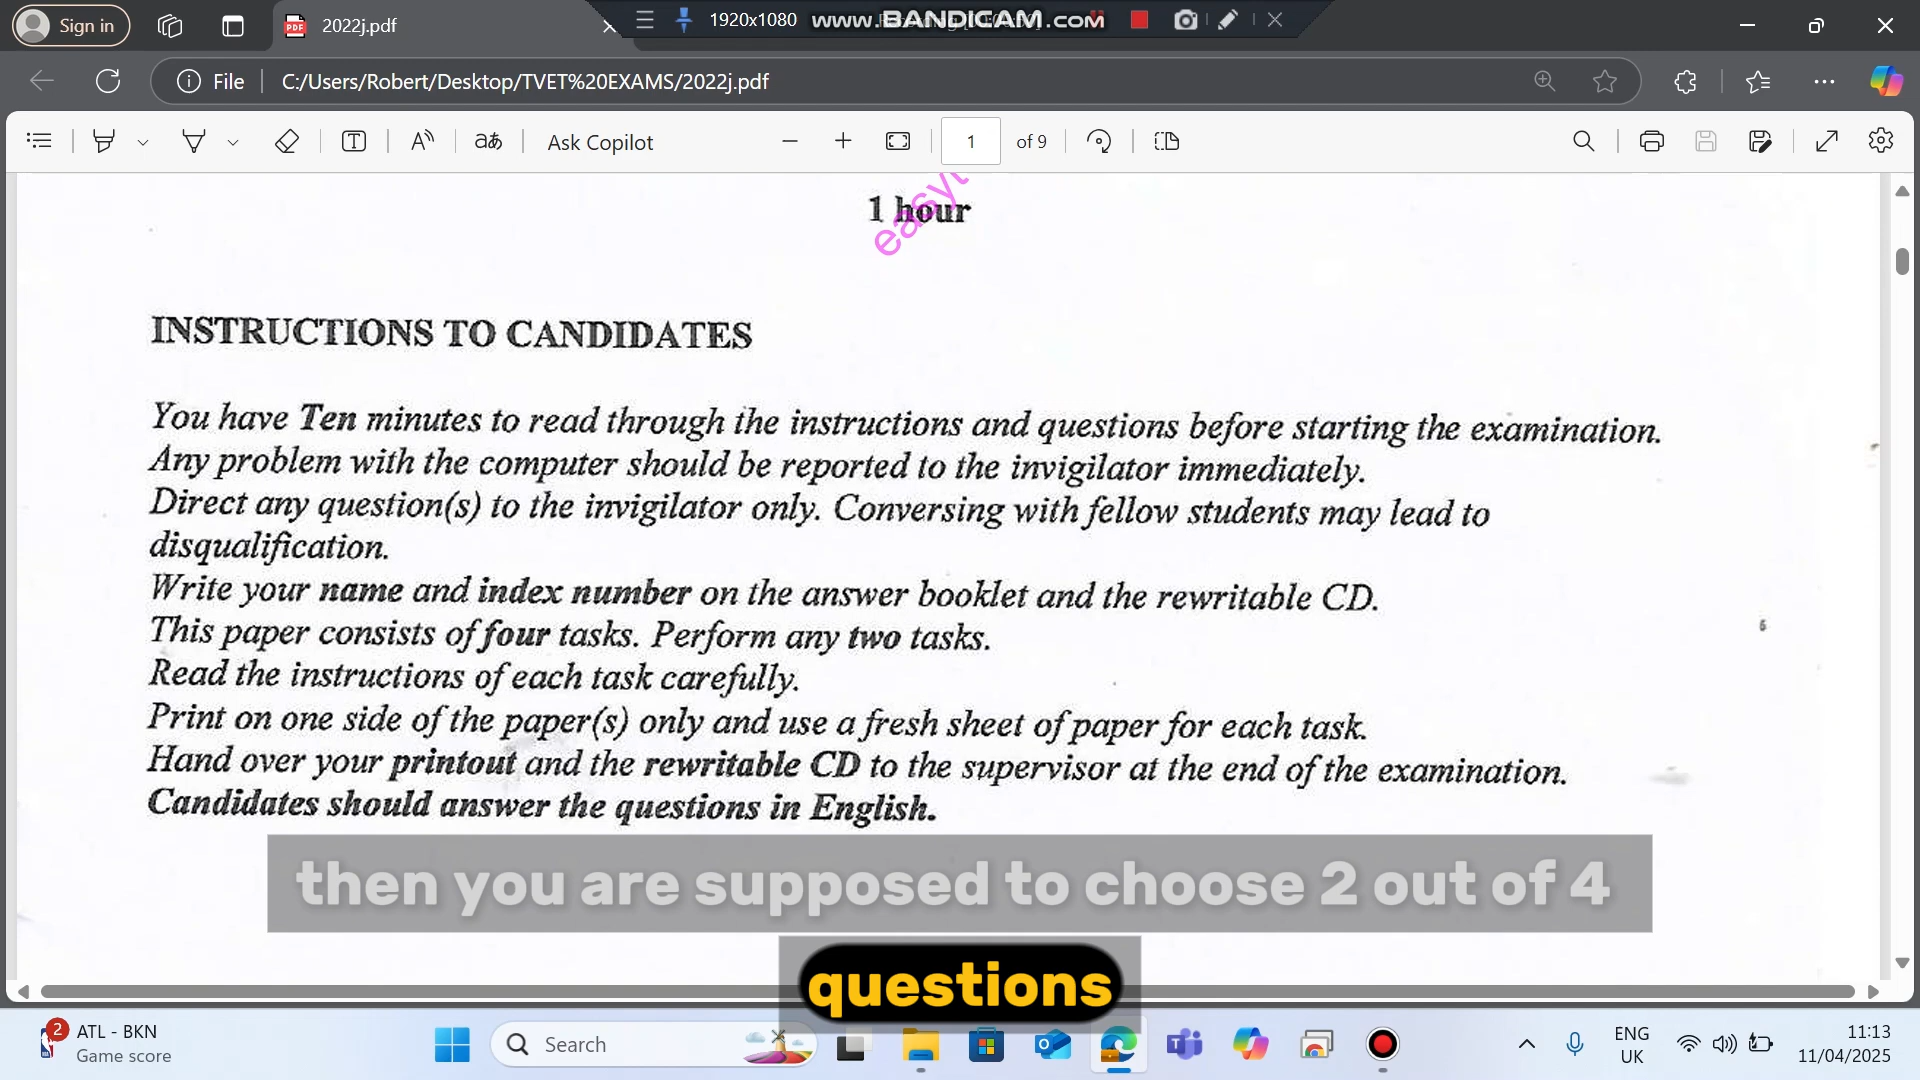 Sign in
2022j.pdf
1920x1080
www.BANDICAM.com
File
C:/Users/Robert/Desktop/TVET%20EXAMS/2022j.pdf
Ask Copilot
1
of 9
easyt
1 hour
INSTRUCTIONS TO CANDIDATES
You have Ten minutes to read through the instructions and questions before starting the examination.
Any problem with the computer should be reported to the invigilator immediately.
Direct any question(s) to the invigilator only. Conversing with fellow students may lead to
disqualification.
Write your name and index number on the answer booklet and the rewritable CD.
This paper consists of four tasks. Perform any two tasks.
Read the instructions of each task carefully.
Print on one side of the paper(s) only and use a fresh sheet of paper for each task.
Hand over your printout and the rewritable CD to the supervisor at the end of the examination.
Candidates should answer the questions in English.
then you are supposed to choose 2 out of 4
questions
2
ATL - BKN
Game score
Search
ENG
UK
11:13
11/04/2025